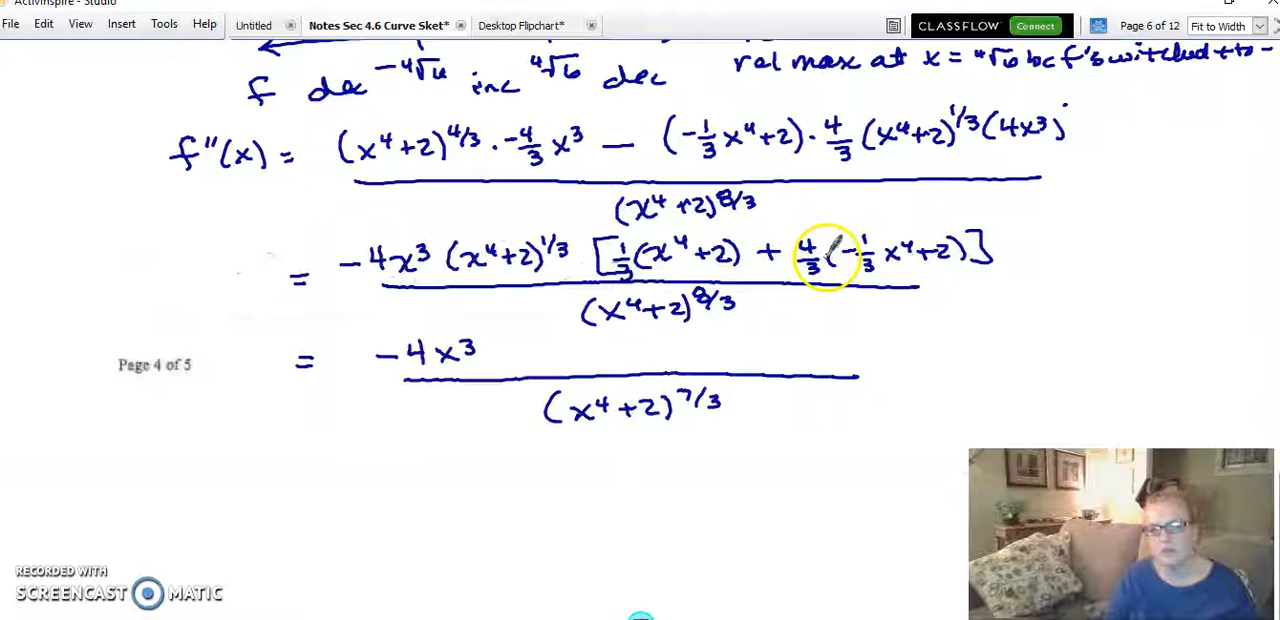 ActivInspire - Studio
File Edit View Insert Tools Help Untitled Notes Sec 4.6 Curve Sket* Desktop Flipchart* CLASSFLOW Connect Page 6 of 12 Fit to Width
rel max at x = ⁴√6 bc f's switched + to -
f dec -⁴√6 inc ⁴√6 dec
f''(x) = (x⁴+2)^4/3 · -4/3 x³ — (-1/3 x⁴+2) · 4/3 (x⁴+2)^1/3 (4x³)
(x⁴+2)^8/3
= -4x³ (x⁴+2)^1/3 [1/3 (x⁴+2) + 4/3 (-1/3 x⁴+2)]
(x⁴+2)^8/3
= -4x³
Page 4 of 5
(x⁴+2)^7/3
RECORDED WITH
SCREENCAST MATIC